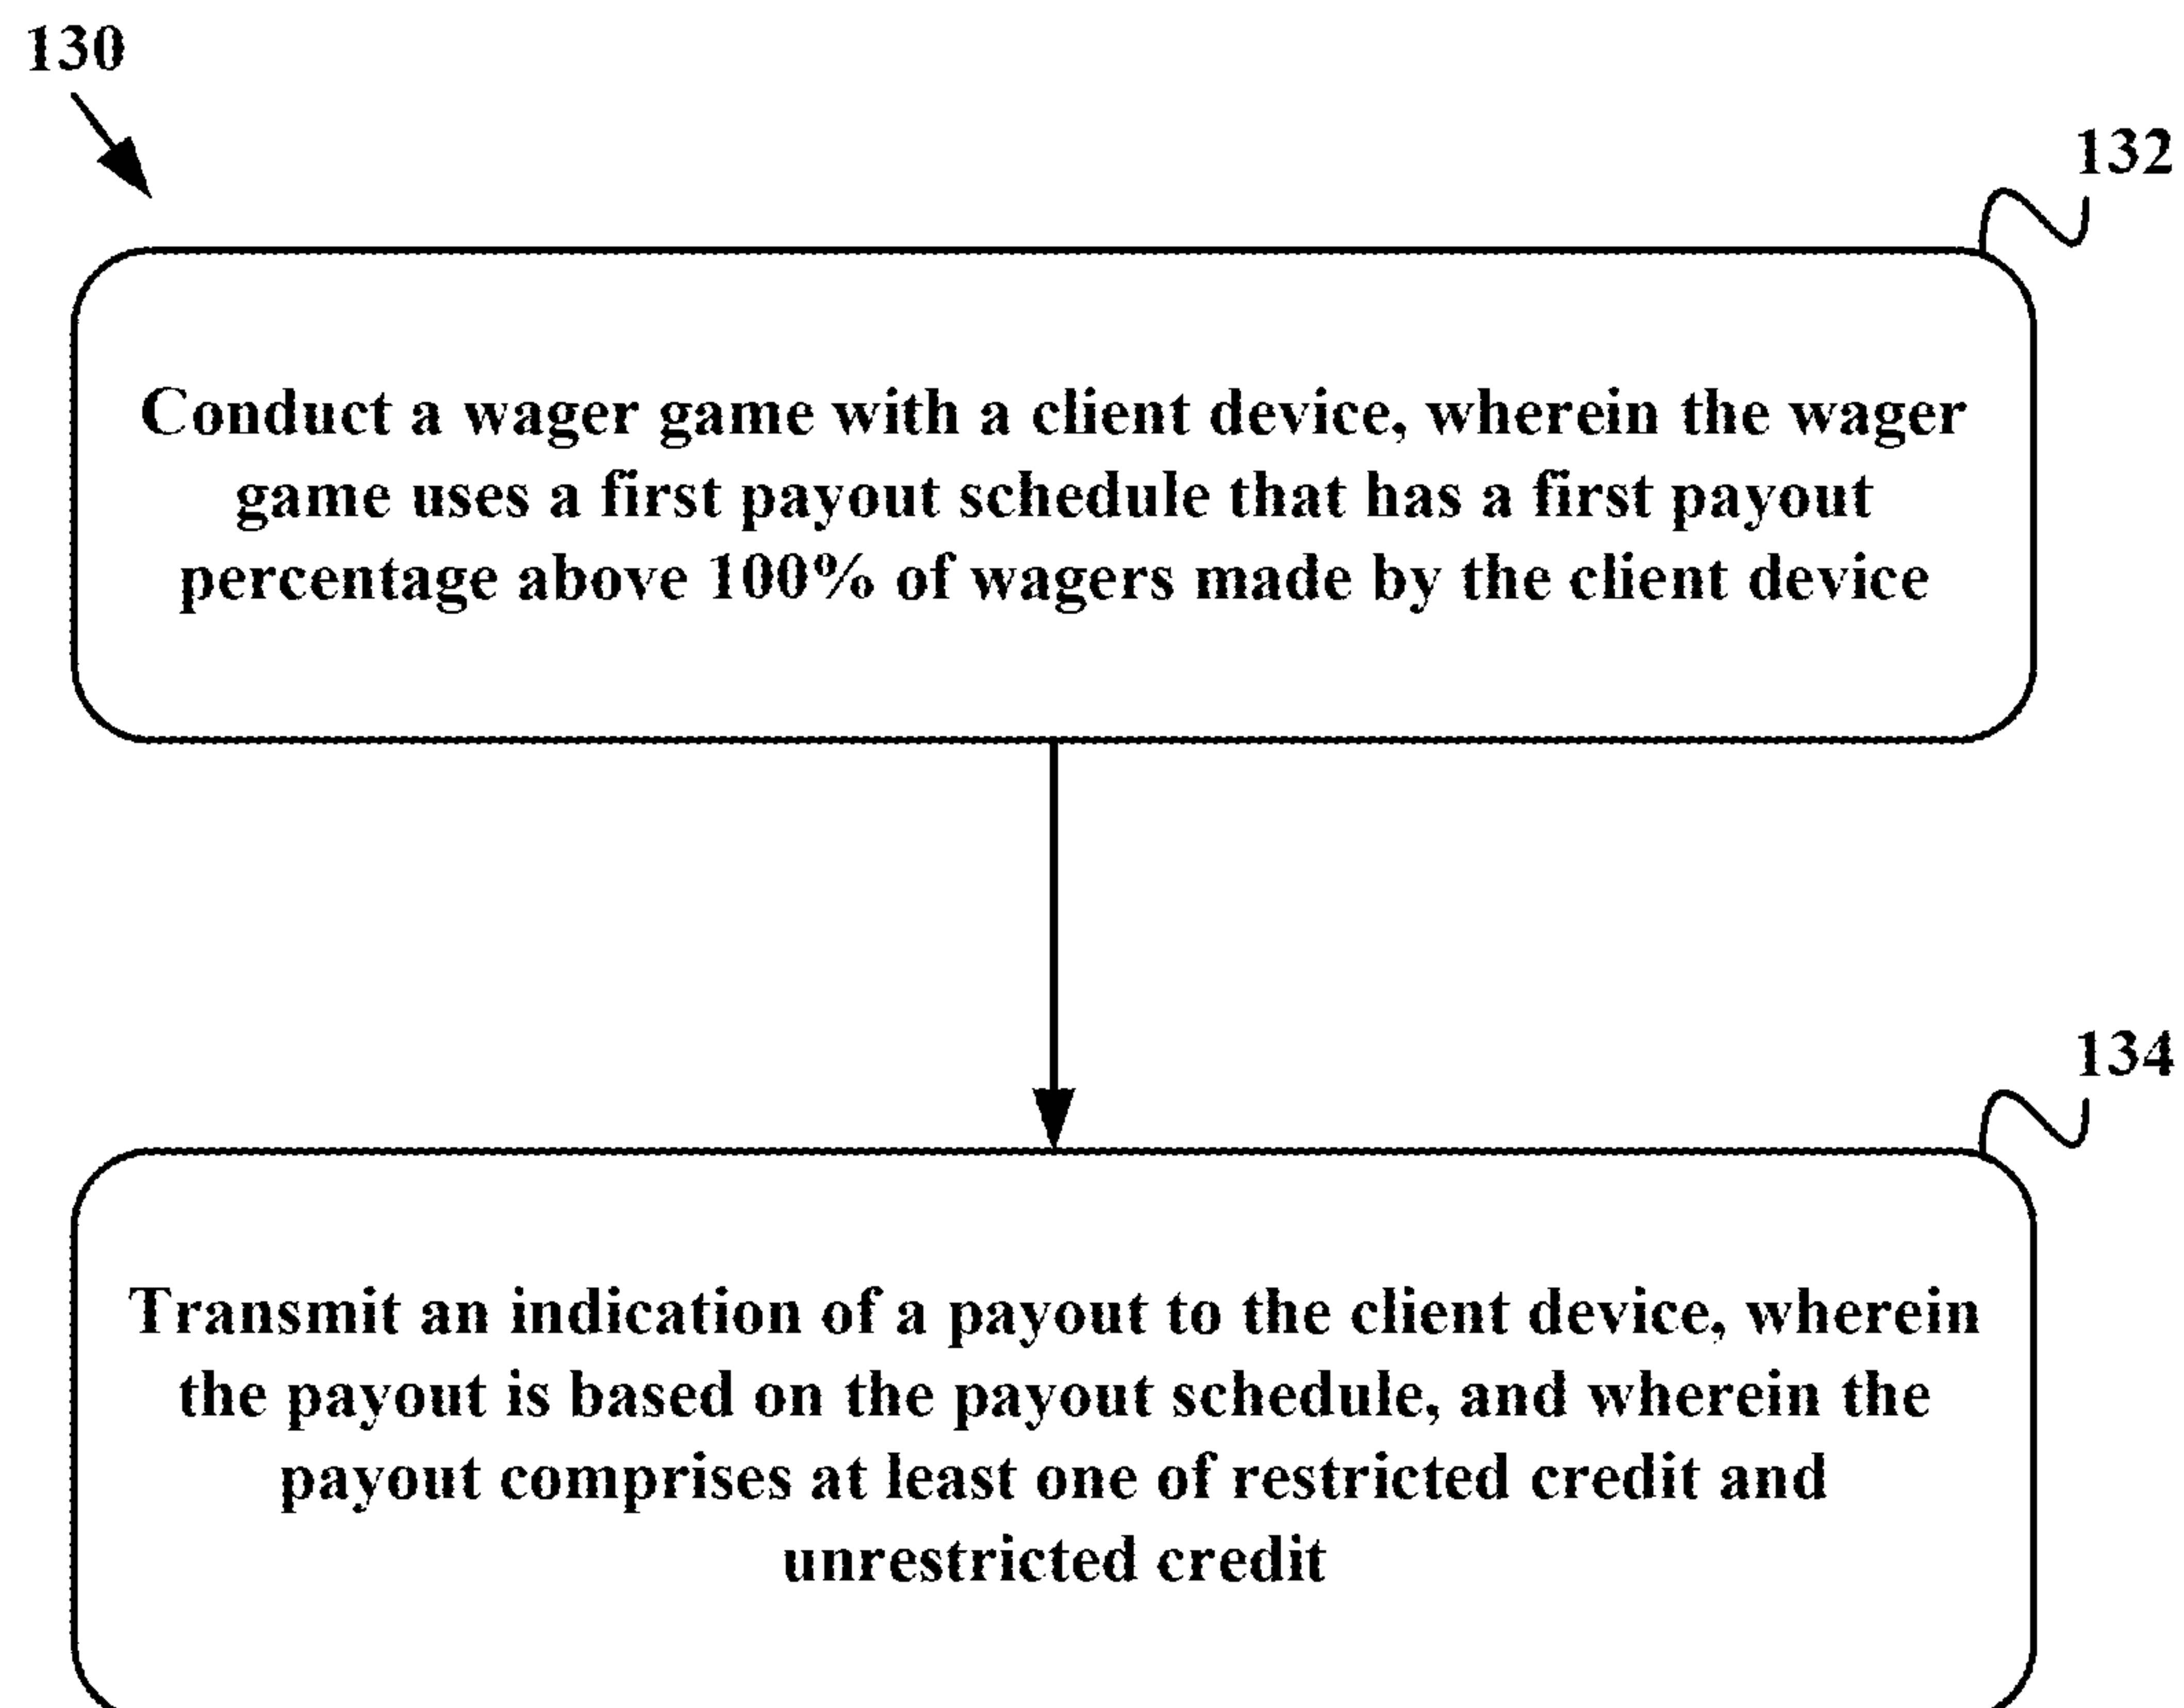 130
132
Conduct a wager game with a client device, wherein the wager
game uses a first payout schedule that has a first payout
percentage above 100% of wagers made by the client device
134
Transmit an indication of a payout to the client device, wherein
the payout is based on the payout schedule, and wherein the
payout comprises at least one of restricted credit and
unrestricted credit